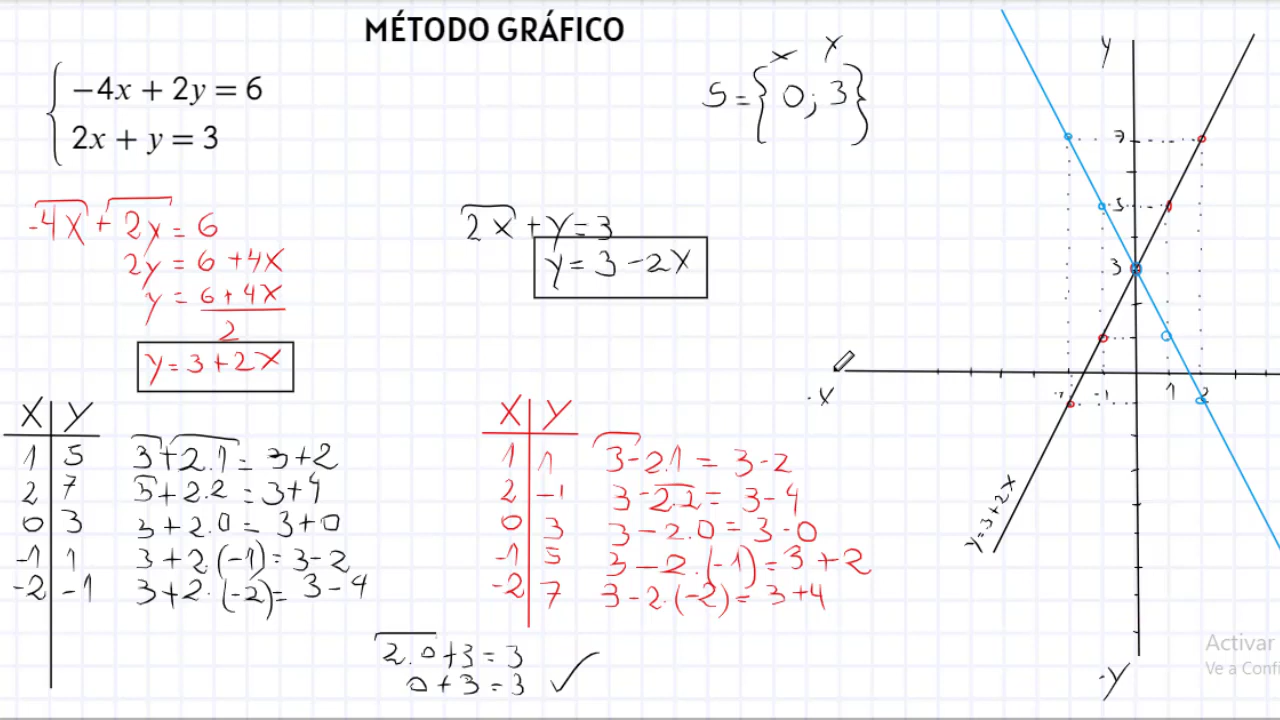 MÉTODO GRÁFICO
-4x + 2y = 6
2x + y = 3
S = {0; 3}
x y
-4x + 2y = 6
2y = 6 + 4x
y = 6 + 4x
2
y = 3 + 2x
2x + y = 3
y = 3 - 2x
X Y
1 5 3+2.1 = 3+2
2 7 5+2.2 = 3+4
0 3 3+2.0 = 3+0
-1 1 3+2.(-1) = 3-2
-2 -1 3+2.(-2) = 3-4
X Y
1 1 3-2.1 = 3-2
2 -1 3-2.2 = 3-4
0 3 3-2.0 = 3-0
-1 5 3-2.(-1) = 3+2
-2 7 3-2.(-2) = 3+4
2.0+3=3
0+3=3 ✓
y
7
5
3
-x
-1 1 2
y=3+2x
-y
Activar
Ve a Confi